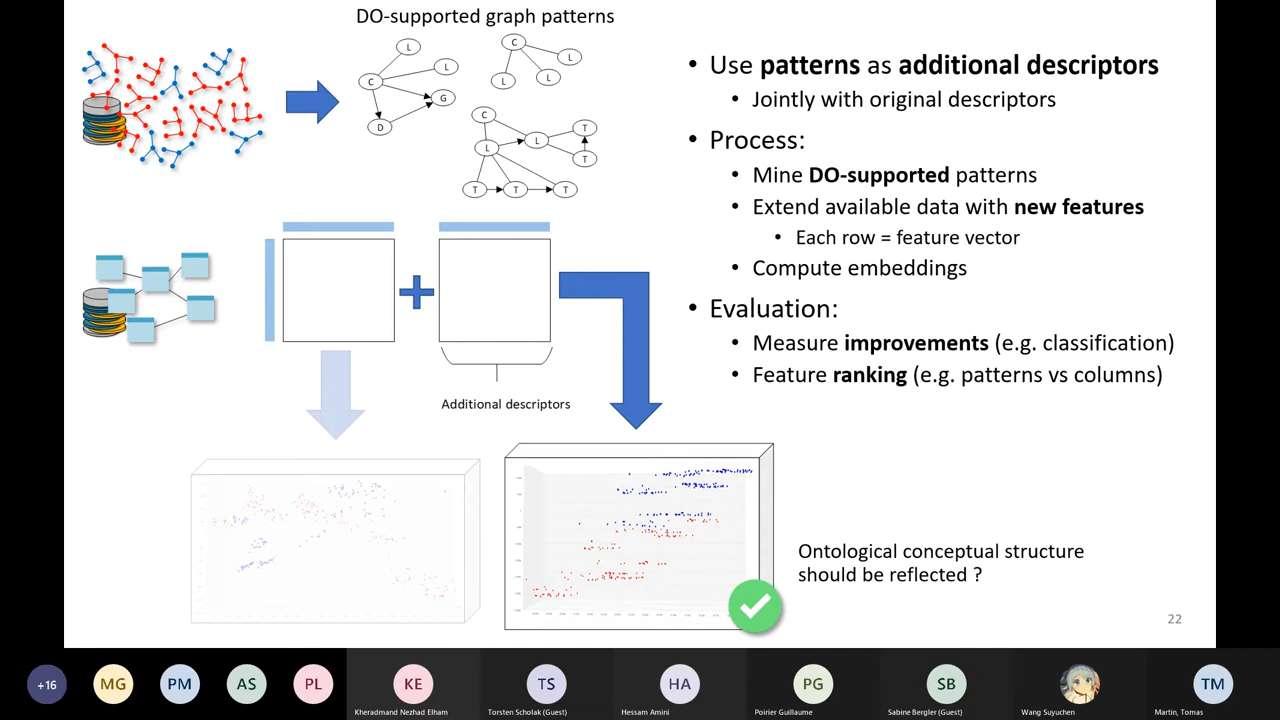 DO-supported graph patterns
L
C
L
G
D
C
L
L
L
C
L
L
T
T
T
T
T
Additional descriptors
• Use patterns as additional descriptors
• Jointly with original descriptors
• Process:
• Mine DO-supported patterns
• Extend available data with new features
• Each row = feature vector
• Compute embeddings
• Evaluation:
• Measure improvements (e.g. classification)
• Feature ranking (e.g. patterns vs columns)
Ontological conceptual structure
should be reflected ?
22
+16
MG
PM
AS
PL
KE
TS
HA
PG
SB
TM
Kheradmand Nezhad Elham
Torsten Scholak (Guest)
Hessam Amini
Poirier Guillaume
Sabine Bergler (Guest)
Wang Suyuchen
Martin, Tomas